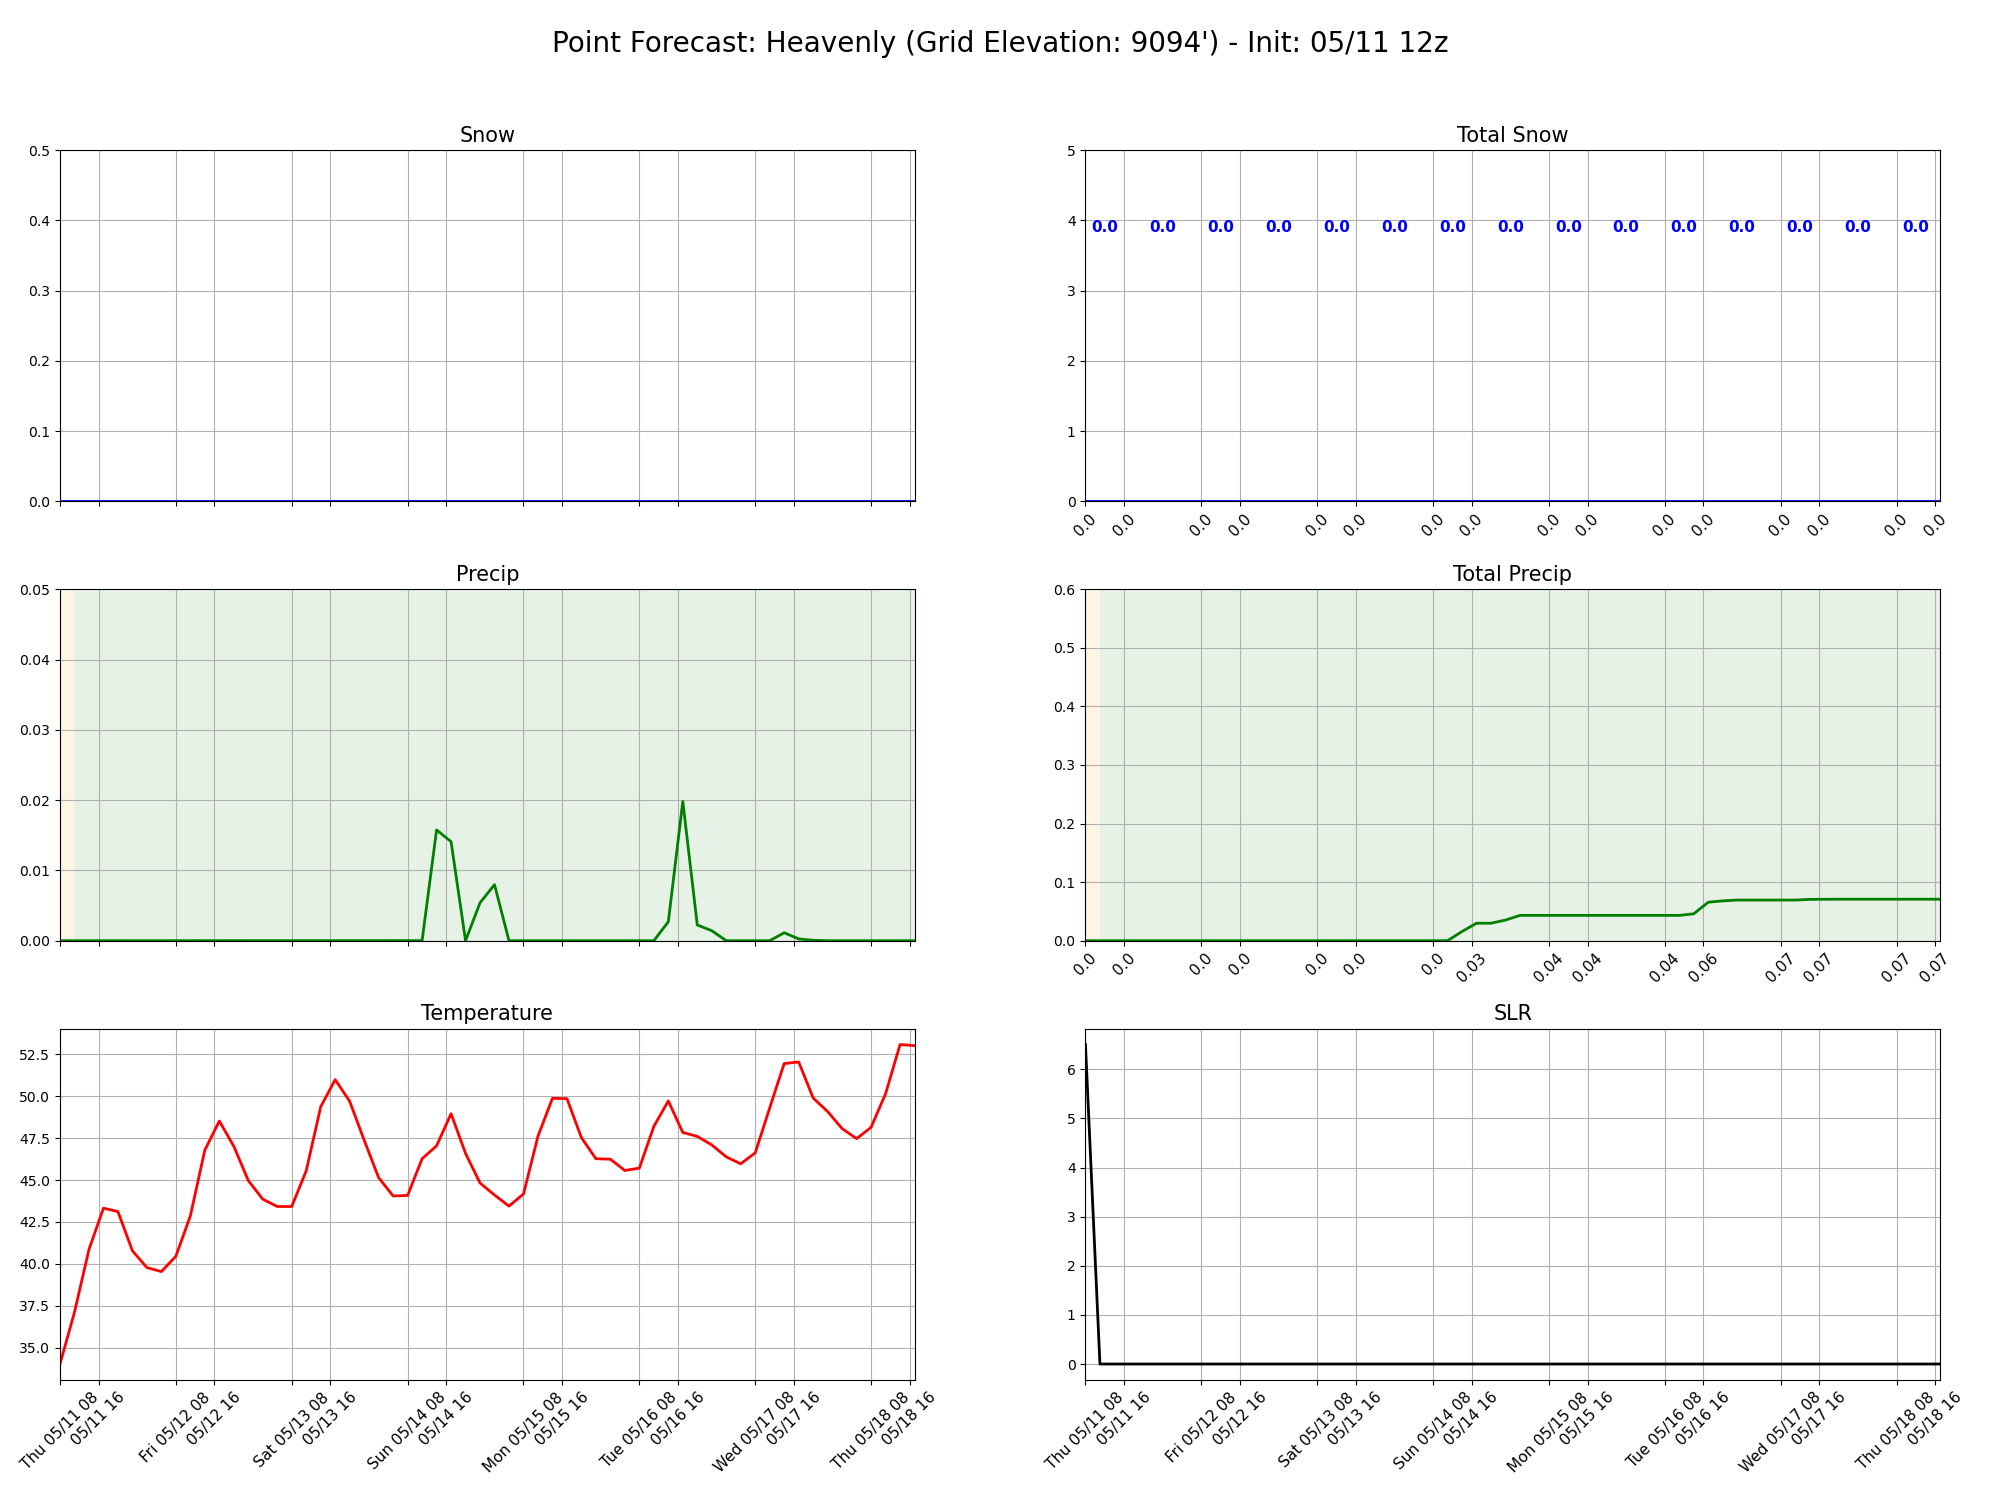 Point Forecast: Heavenly (Grid Elevation: 9094') - Init: 05/11 12z
Snow
0.5
0.4
0.3
0.2
0.1
0.0
Total Snow
5
4
3
2
1
0
0.0 0.0 0.0 0.0 0.0 0.0 0.0 0.0 0.0 0.0 0.0 0.0 0.0 0.0 0.0
0.0 0.0 0.0 0.0 0.0 0.0 0.0 0.0 0.0 0.0 0.0 0.0 0.0 0.0 0.0 0.0
Precip
0.05
0.04
0.03
0.02
0.01
0.00
Total Precip
0.6
0.5
0.4
0.3
0.2
0.1
0.0
0.0 0.0 0.0 0.0 0.0 0.0 0.0 0.03 0.04 0.04 0.04 0.06 0.07 0.07 0.07 0.07
Temperature
52.5
50.0
47.5
45.0
42.5
40.0
37.5
35.0
Thu 05/11 08
05/11 16
Fri 05/12 08
05/12 16
Sat 05/13 08
05/13 16
Sun 05/14 08
05/14 16
Mon 05/15 08
05/15 16
Tue 05/16 08
05/16 16
Wed 05/17 08
05/17 16
Thu 05/18 08
05/18 16
SLR
6
5
4
3
2
1
0
Thu 05/11 08
05/11 16
Fri 05/12 08
05/12 16
Sat 05/13 08
05/13 16
Sun 05/14 08
05/14 16
Mon 05/15 08
05/15 16
Tue 05/16 08
05/16 16
Wed 05/17 08
05/17 16
Thu 05/18 08
05/18 16